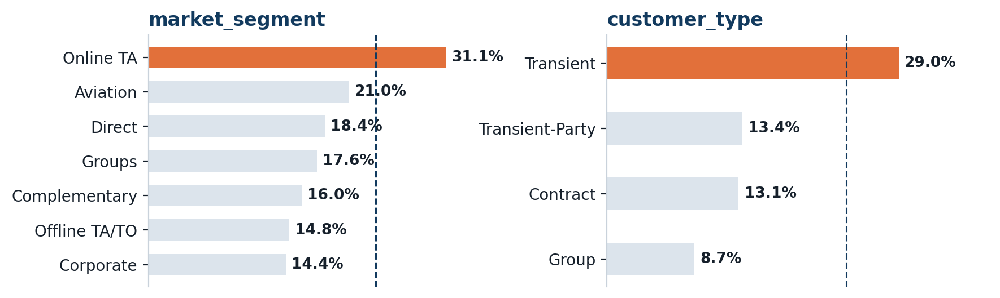 market_segment
Online TA 31.1%
Aviation 21.0%
Direct 18.4%
Groups 17.6%
Complementary 16.0%
Offline TA/TO 14.8%
Corporate 14.4%
customer_type
Transient 29.0%
Transient-Party 13.4%
Contract 13.1%
Group 8.7%